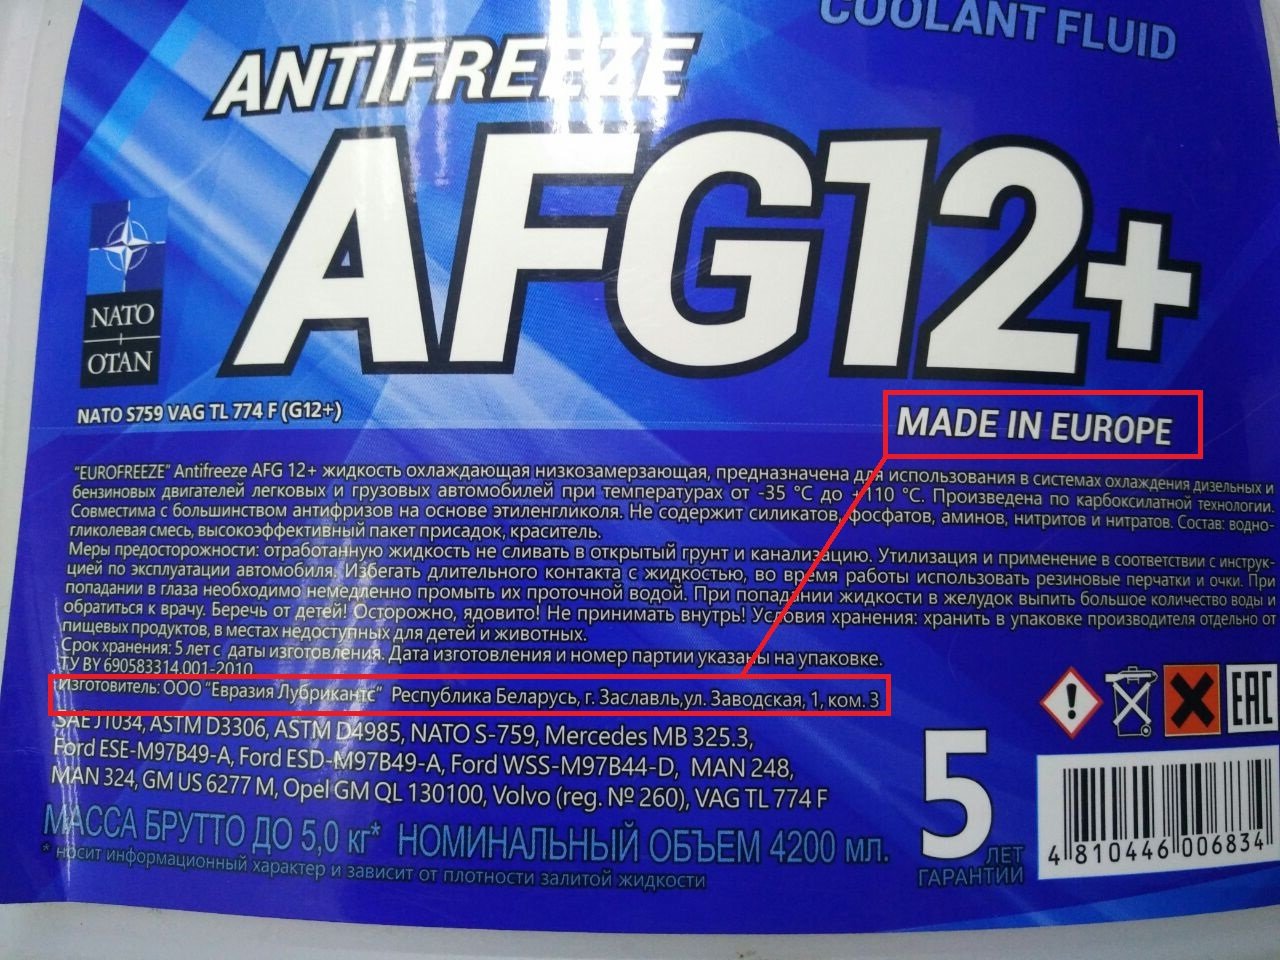 COOLANT FLUID
ANTIFREEZE
AFG12+
NATO
OTAN
NATO S759 VAG TL 774 F (G12+)
MADE IN EUROPE
"EUROFREEZE" Antifreeze AFG 12+ жидкость охлаждающая низкозамерзающая, предназначена для использования в системах охлаждения дизельных и
бензиновых двигателей легковых и грузовых автомобилей при температурах от -35 °C до +110 °C. Произведена по карбоксилатной технологии.
Совместима с большинством антифризов на основе этиленгликоля. Не содержит силикатов, фосфатов, аминов, нитритов и нитратов. Состав: водно-
гликолевая смесь, высокоэффективный пакет присадок, краситель.
Меры предосторожности: отработанную жидкость не сливать в открытый грунт и канализацию. Утилизация и применение в соответствии с инструк-
цией по эксплуатации автомобиля. Избегать длительного контакта с жидкостью, во время работы использовать резиновые перчатки и очки. При
попадании в глаза необходимо немедленно промыть их проточной водой. При попадании жидкости в желудок выпить большое количество воды и
обратиться к врачу. Беречь от детей! Осторожно, ядовито! Не принимать внутрь! Условия хранения: хранить в упаковке производителя отдельно от
пищевых продуктов, в местах недоступных для детей и животных.
Срок хранения: 5 лет с даты изготовления. Дата изготовления и номер партии указаны на упаковке.
ТУ BY 690583314.001-2010
Изготовитель: ООО "Евразия Лубрикантс" Республика Беларусь, г. Заславль,ул. Заводская, 1, ком. 3
SAE J1034, ASTM D3306, ASTM D4985, NATO S-759, Mercedes MB 325.3,
Ford ESE-M97B49-A, Ford ESD-M97B49-A, Ford WSS-M97B44-D, MAN 248,
MAN 324, GM US 6277 M, Opel GM QL 130100, Volvo (reg. № 260), VAG TL 774 F
МАССА БРУТТО ДО 5,0 кг* НОМИНАЛЬНЫЙ ОБЪЕМ 4200 мл.
* носит информационный характер и зависит от плотности залитой жидкости
5
ЛЕТ
ГАРАНТИИ
EAC
4 810446 006834